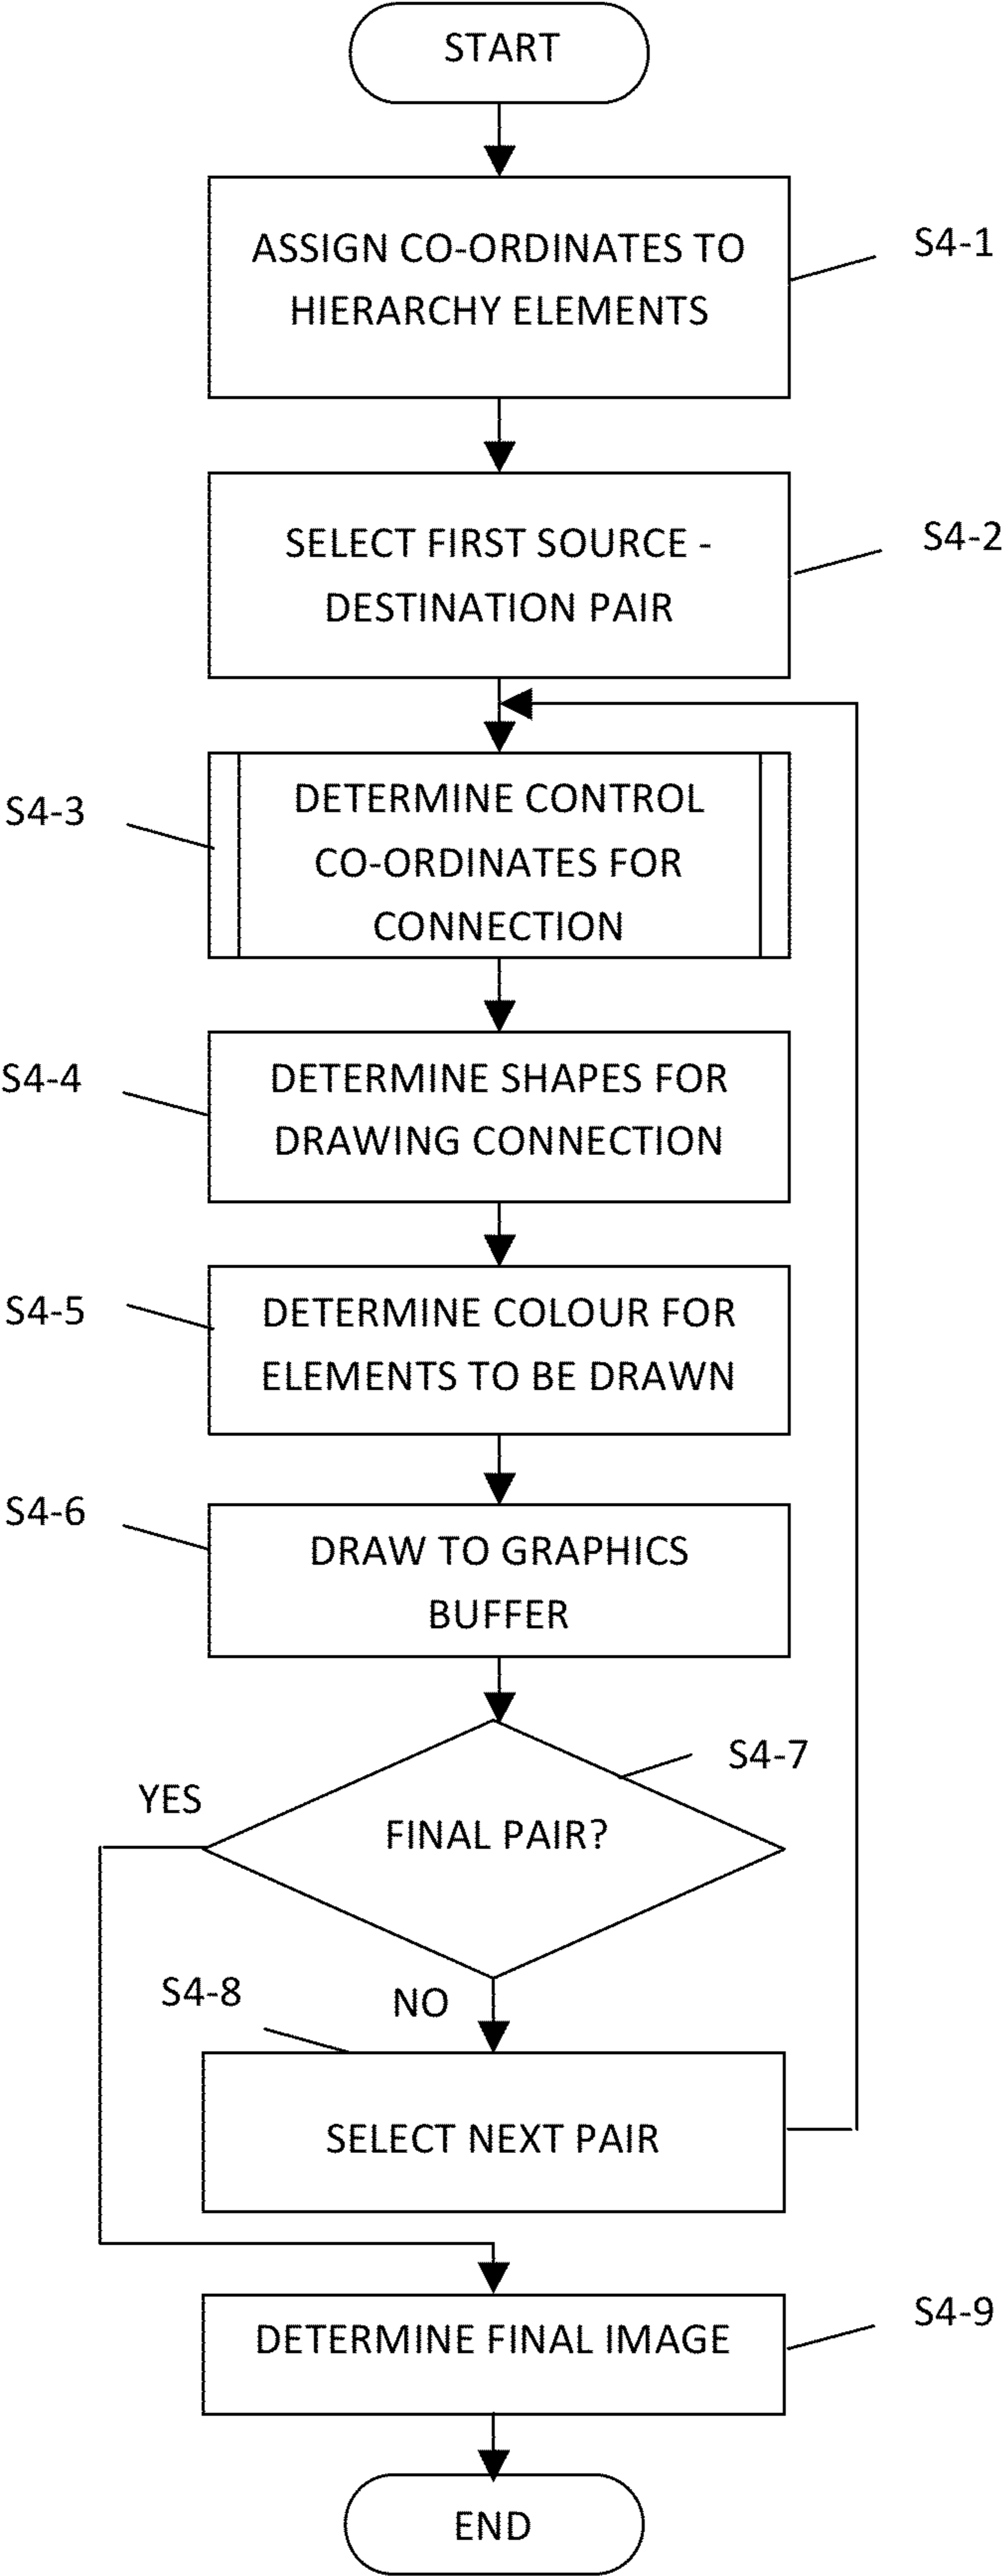 START
ASSIGN CO-ORDINATES TO
HIERARCHY ELEMENTS
S4-1
SELECT FIRST SOURCE -
DESTINATION PAIR
S4-2
S4-3
DETERMINE CONTROL
CO-ORDINATES FOR
CONNECTION
S4-4
DETERMINE SHAPES FOR
DRAWING CONNECTION
S4-5
DETERMINE COLOUR FOR
ELEMENTS TO BE DRAWN
S4-6
DRAW TO GRAPHICS
BUFFER
S4-7
YES
FINAL PAIR?
S4-8
NO
SELECT NEXT PAIR
S4-9
DETERMINE FINAL IMAGE
END